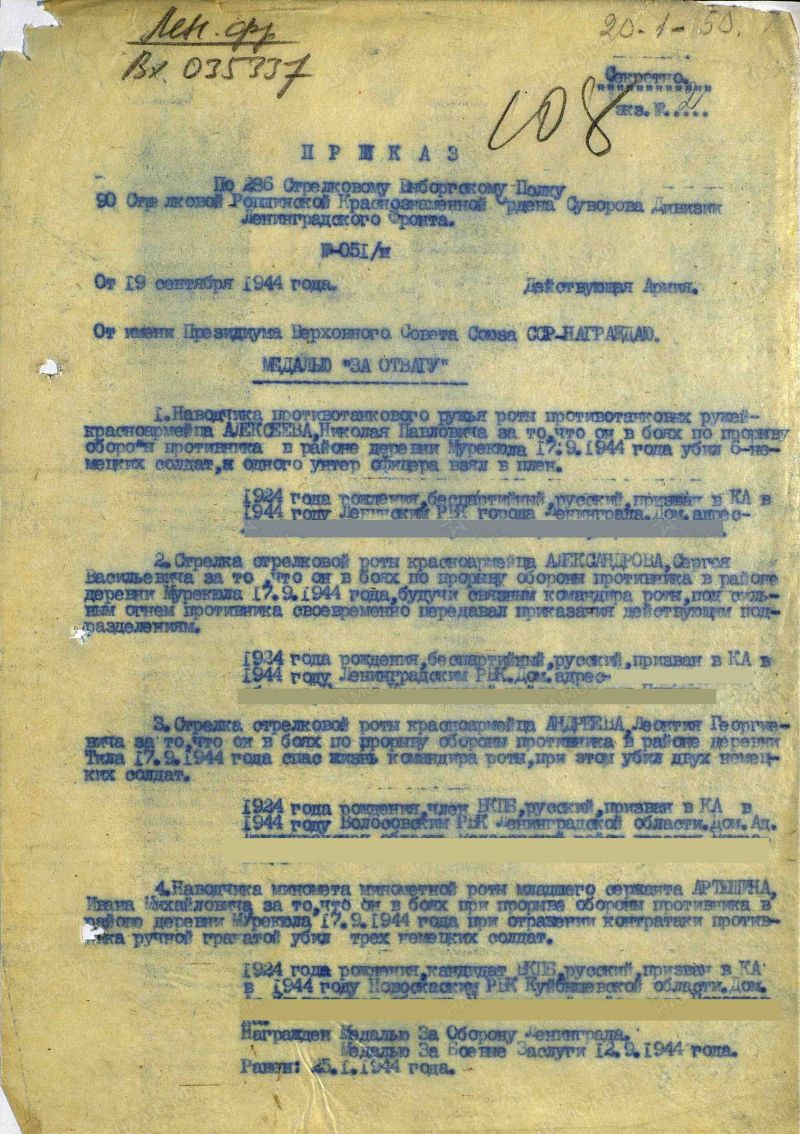 Лен. фр
20-1-50.
Вх. 035337
Секретно.
экз.№.2....
108
П Р И К А З
По 286 Стрелковому Выборгскому Полку
90 Стрелковой Ропшинской Краснознаменной Ордена Суворова Дивизии
Ленинградского Фронта.
№-051/н
От 19 сентября 1944 года. Действующая Армия.
От имени Президиума Верховного Совета Союза ССР-НАГРАЖДАЮ.
МЕДАЛЬЮ "ЗА ОТВАГУ"
1.Наводчика противотанкового ружья роты противотанковых ружей-
красноармейца АЛЕКСЕЕВА,Николая Павловича за то,что он в боях по прорыву
оборо н противника в районе деревни Мурекюла 17.9.1944 года убил 6-не-
мецких солдат,и одного унтер офицера взял в плен.
1924 года рождения,беспартийный,русский,призван в КА в
1944 году Ленинским РВК города Ленинграда.Дом.адрес-
2.Стрелка стрелковой роты красноармейца АЛЕКСАНДРОВА,Сергея
Васильевича за то ,что он в боях по прорыву обороны противника в районе
деревни Мурекюла 17.9.1944 года,будучи связным командира роты,под силь-
ным огнем противника своевременно передавал приказания действующим под-
разделениям.
1924 года рождения,беспартийный,русский,призван в КА в
1944 году Ленинградским РВК.Дом.адрес-
3.Стрелка стрелковой роты красноармейца АНДРЕЕВА,Леонтия Георгие-
вича за то,что он в боях по прорыву обороны противника в районе деревни
Тила 17.9.1944 года спас жизнь командира роты,при этом убил двух немец-
ких солдат.
1924 года рождения,член ВКПБ,русский,призван в КА в
1944 году Волосовским РВК Ленинградской области.Дом.Ад.
4.Наводчика миномета минометной роты младшего сержанта АРТЕШИНА,
Ивана Михайловича за то,что он в боях при прорыве обороны противника в
районе деревни МУрекюла,17.9.1944 года при отражении контратаки против-
ника ручной гранатой убил трех немецких солдат.
1924 года рождения,кандидат ВКПБ,русский,призван в КА
в 1944 году РВК Куйбышевской области.Дом.
Награжден Медалью За Оборону Ленинграда.
Медалью За Боевые Заслуги 12.9.1944 года.
Ранен: 25.1.1944 года.